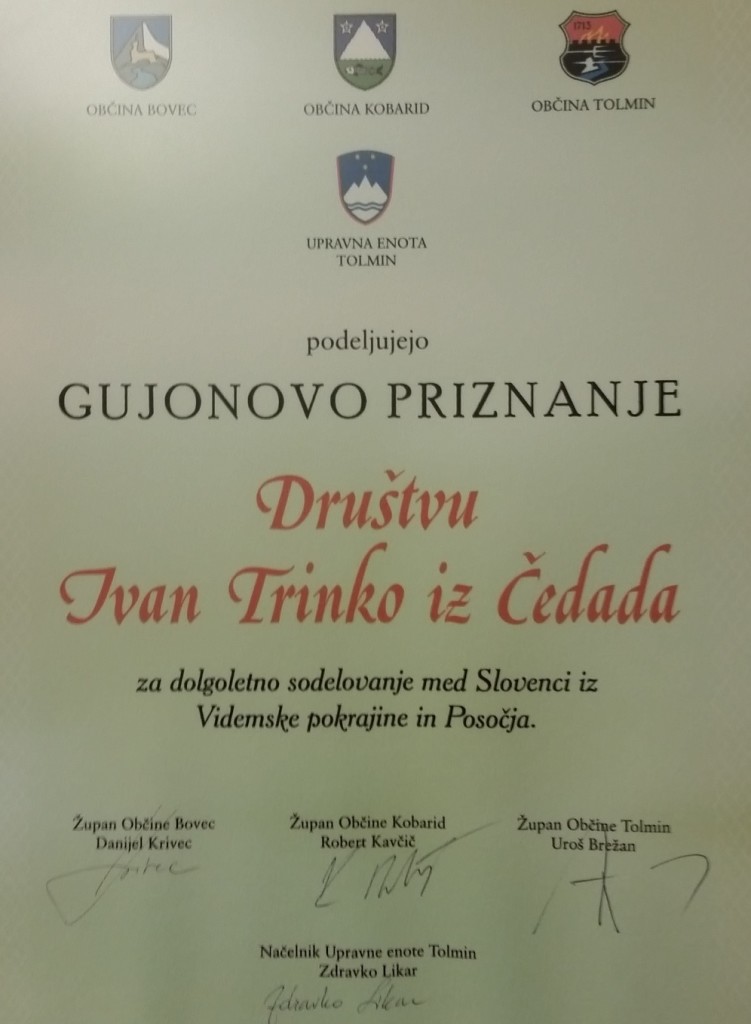 OBČINA BOVEC
OBČINA KOBARID
1713
OBČINA TOLMIN
UPRAVNA ENOTA
TOLMIN
podeljujejo
GUJONOVO PRIZNANJE
Društvu
Ivan Trinko iz Čedada
za dolgoletno sodelovanje med Slovenci iz
Videmske pokrajine in Posočja.
Župan Občine Bovec
Danijel Krivec
Krivec
Župan Občine Kobarid
Robert Kavčič
Župan Občine Tolmin
Uroš Brežan
Načelnik Upravne enote Tolmin
Zdravko Likar
Zdravko Likar